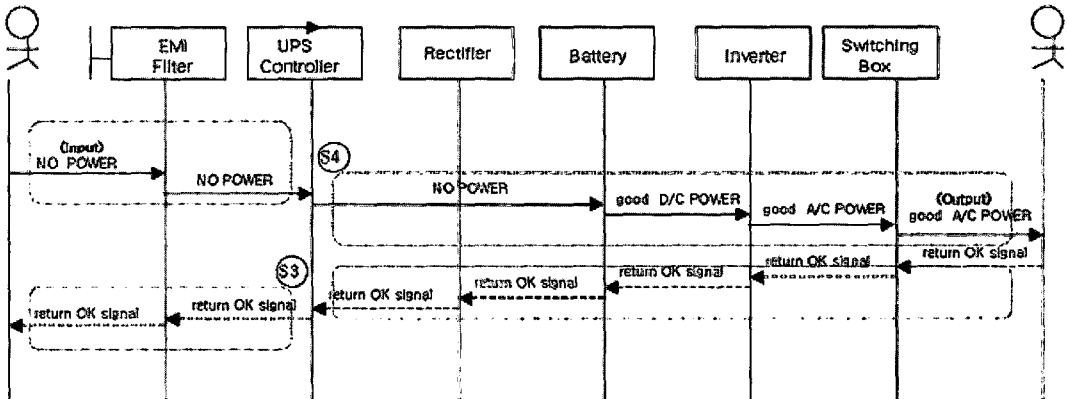 EMI
Filter
UPS
Controller
Rectifier
Battery
Inverter
Switching
Box
(Input)
NO POWER
NO POWER
S4
NO POWER
good D/C POWER
good A/C POWER
(Output)
good A/C POWER
return OK signal
return OK signal
return OK signal
return OK signal
S3
return OK signal
return OK signal
return OK signal